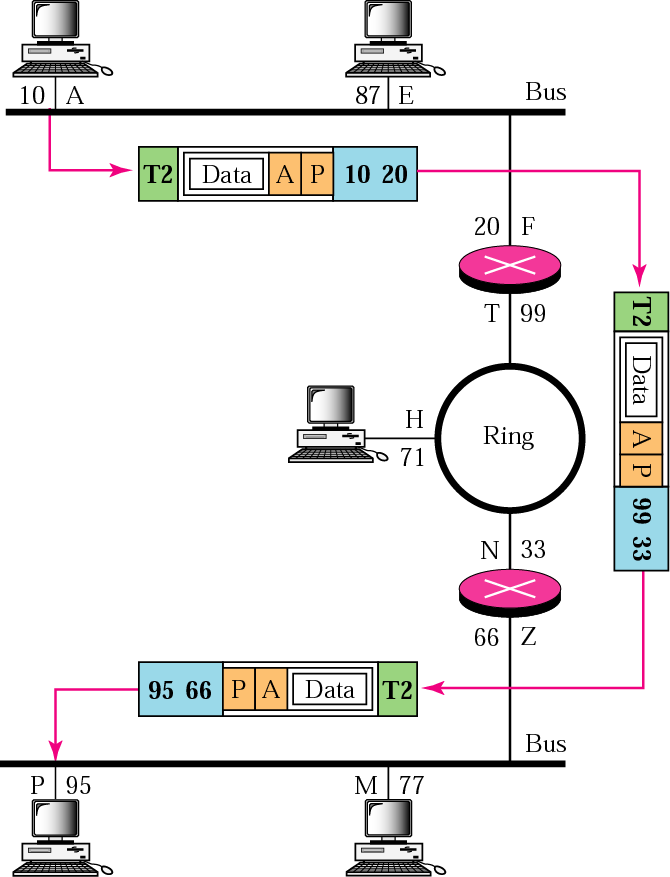 10 A
87 E
Bus
T2 Data A P 10 20
20 F
T 99
T2 Data A P 99 33
H
71
Ring
N 33
66 Z
95 66 P A Data T2
Bus
P 95
M 77